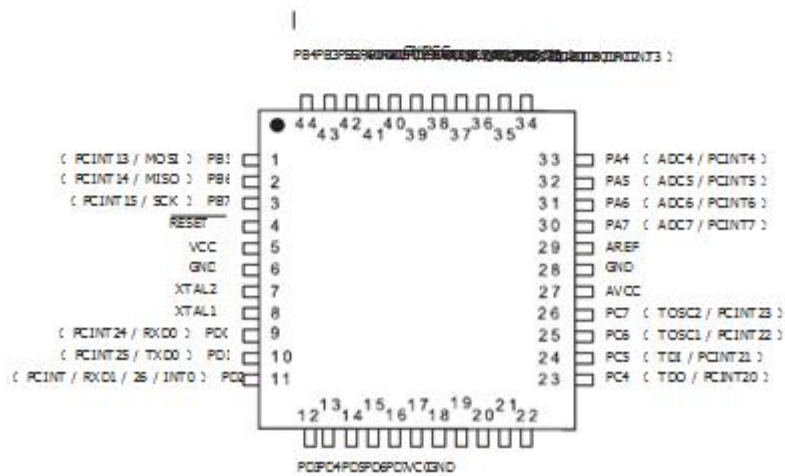 44 43 42 41 40 39 38 37 36 35 34
( PCINT13 / MOSI ) PB5 1
( PCINT14 / MISO ) PB6 2
( PCINT15 / SCK ) PB7 3
RESET 4
VCC 5
GND 6
XTAL2 7
XTAL1 8
( PCINT24 / RXD0 ) PD0 9
( PCINT25 / TXD0 ) PD1 10
( PCINT / RXD1 / 26 / INT0 ) PD2 11
33 PA4 ( ADC4 / PCINT4 )
32 PA5 ( ADC5 / PCINT5 )
31 PA6 ( ADC6 / PCINT6 )
30 PA7 ( ADC7 / PCINT7 )
29 AREF
28 GND
27 AVCC
26 PC7 ( TOSC2 / PCINT23 )
25 PC6 ( TOSC1 / PCINT22 )
24 PC5 ( TDI / PCINT21 )
23 PC4 ( TDO / PCINT20 )
12 13 14 15 16 17 18 19 20 21 22
PD3PD4PD5PD6PD7VCCGND